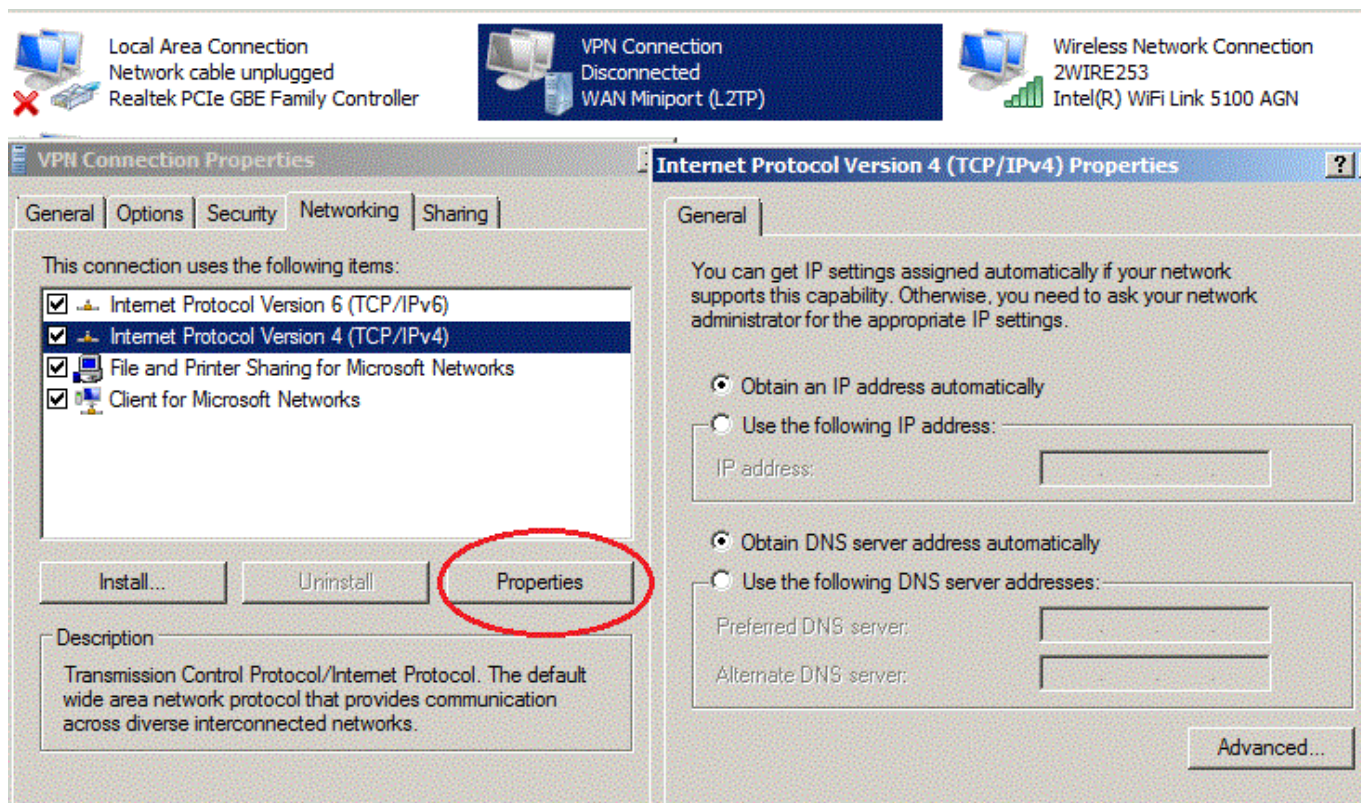 Local Area Connection
Network cable unplugged
Realtek PCIe GBE Family Controller
VPN Connection
Disconnected
WAN Miniport (L2TP)
Wireless Network Connection
2WIRE253
Intel(R) WiFi Link 5100 AGN
VPN Connection Properties
General Options Security Networking Sharing
This connection uses the following items:
Internet Protocol Version 6 (TCP/IPv6)
Internet Protocol Version 4 (TCP/IPv4)
File and Printer Sharing for Microsoft Networks
Client for Microsoft Networks
Install... Uninstall Properties
Description
Transmission Control Protocol/Internet Protocol. The default
wide area network protocol that provides communication
across diverse interconnected networks.
Internet Protocol Version 4 (TCP/IPv4) Properties ?
General
You can get IP settings assigned automatically if your network
supports this capability. Otherwise, you need to ask your network
administrator for the appropriate IP settings.
Obtain an IP address automatically
Use the following IP address:
IP address:
Obtain DNS server address automatically
Use the following DNS server addresses:
Preferred DNS server:
Alternate DNS server:
Advanced...